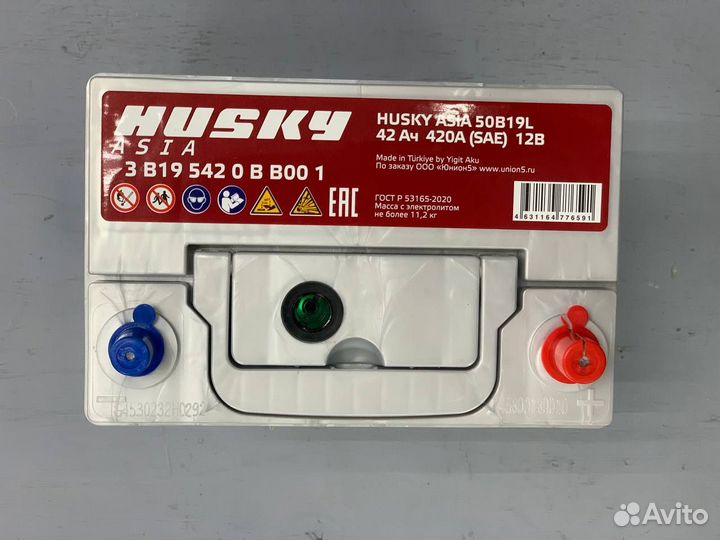 HUSKY
ASIA
3 B19 542 0 B B00 1
HUSKY ASIA 50B19L
42 Ач 420А (SAE) 12В
Made in Türkiye by Yigit Aku
По заказу ООО «Юнион5» www.union5.ru
ГОСТ Р 53165-2020
Масса с электролитом
не более 11,2 кг
EAC
4631164776591
Avito